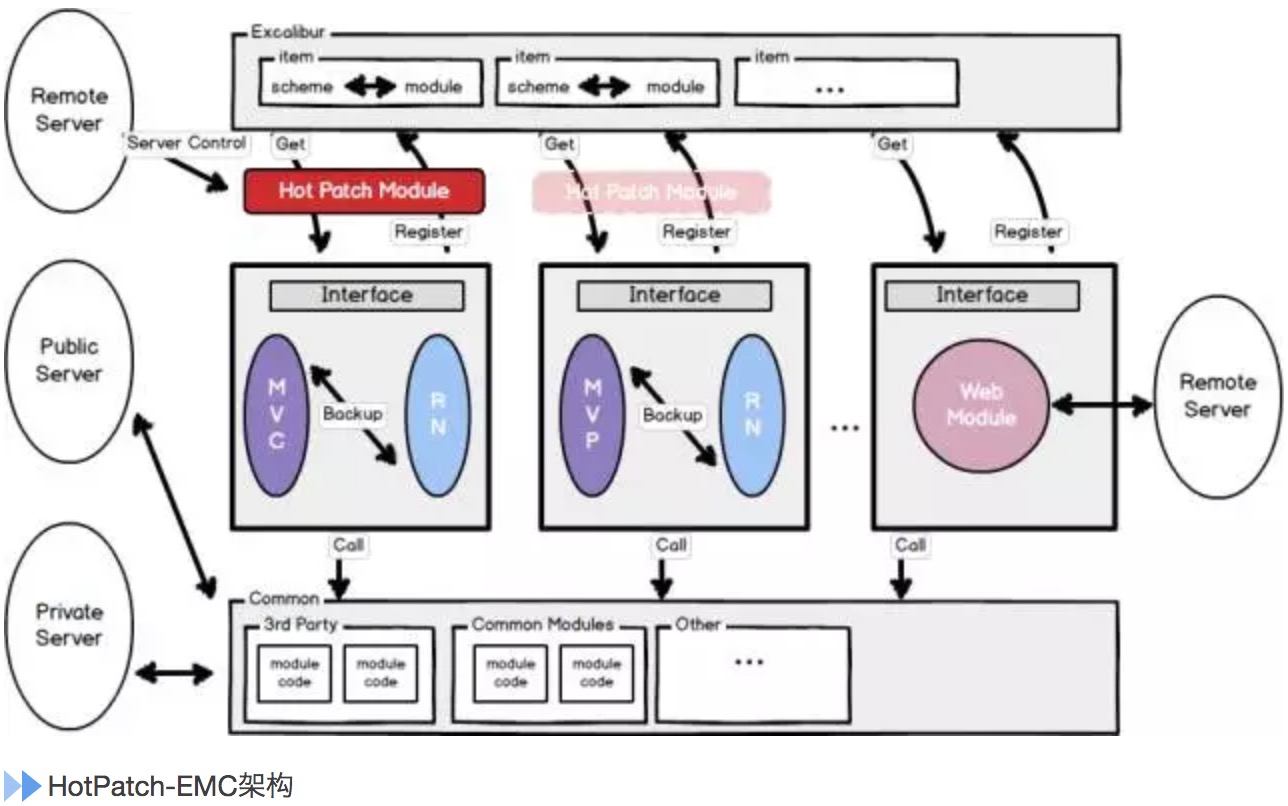 Excalibur
item
scheme
module
item
scheme
module
item
...
Remote
Server
Server Control
Get
Get
Get
Hot Patch Module
Hot Patch Module
Register
Register
Register
Interface
Interface
Interface
Public
Server
M
V
C
Backup
R
N
M
V
P
Backup
R
N
...
Web
Module
Remote
Server
Call
Call
Call
Private
Server
Common
3rd Party
module
code
module
code
Common Modules
module
code
module
code
Other
...
HotPatch-EMC架构